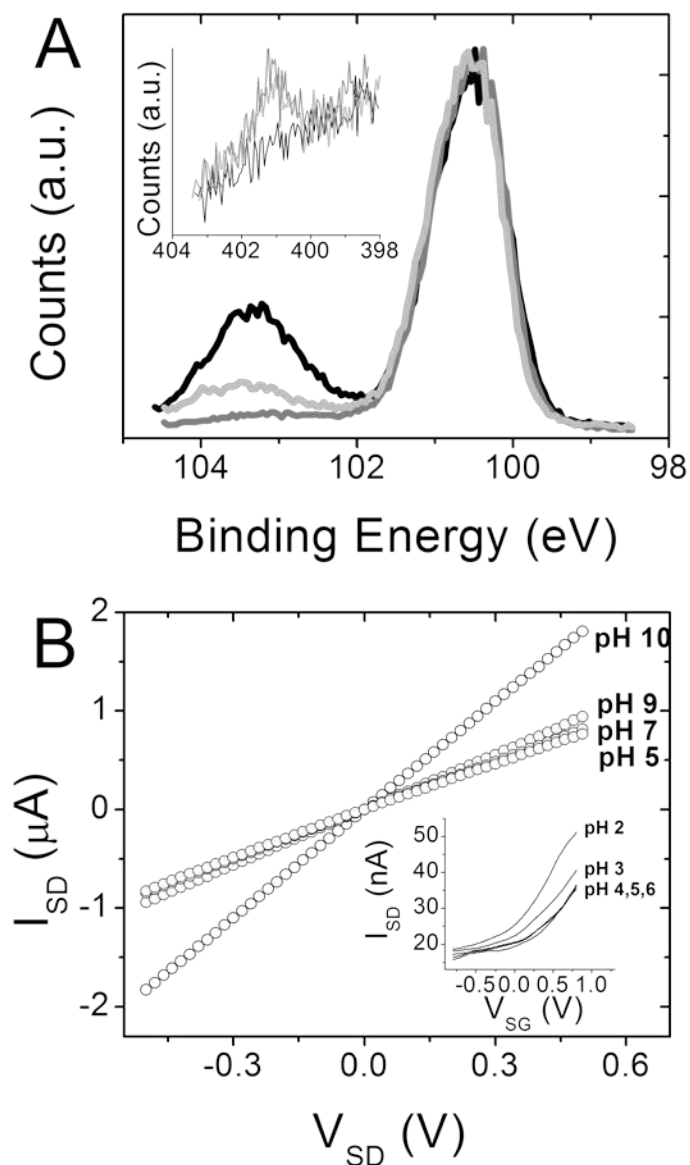 A
Counts (a.u.)
Counts (a.u.)
404 402 400 398
104 102 100 98
Binding Energy (eV)
B
2
1
0
-1
-2
I_SD (μA)
pH 10
pH 9
pH 7
pH 5
50
40
30
20
I_SD (nA)
pH 2
pH 3
pH 4,5,6
-0.5 0.0 0.5 1.0
V_SG (V)
-0.3 0.0 0.3 0.6
V_SD (V)